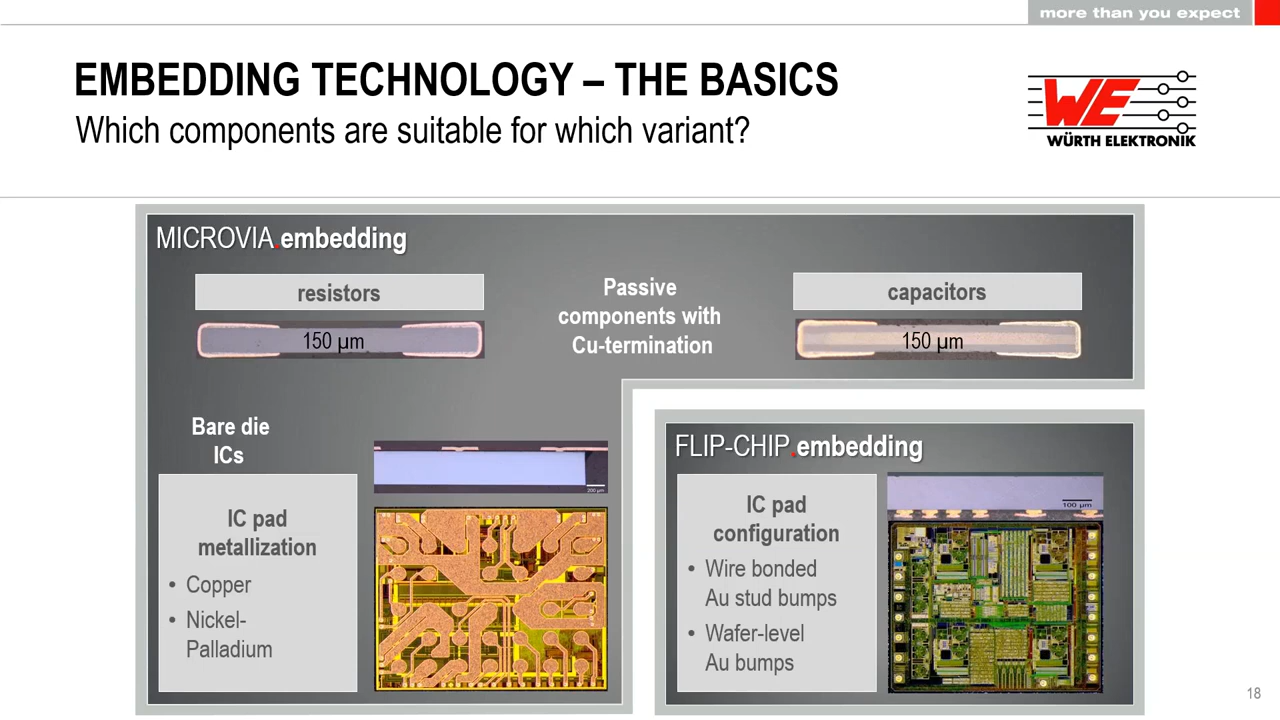 more than you expect
EMBEDDING TECHNOLOGY – THE BASICS
Which components are suitable for which variant?
WE
WÜRTH ELEKTRONIK
MICROVIA.embedding
resistors
150 µm
Passive
components with
Cu-termination
capacitors
150 µm
Bare die
ICs
IC pad
metallization
• Copper
• Nickel-
Palladium
200 µm
FLIP-CHIP.embedding
IC pad
configuration
• Wire bonded
Au stud bumps
• Wafer-level
Au bumps
100 µm
18